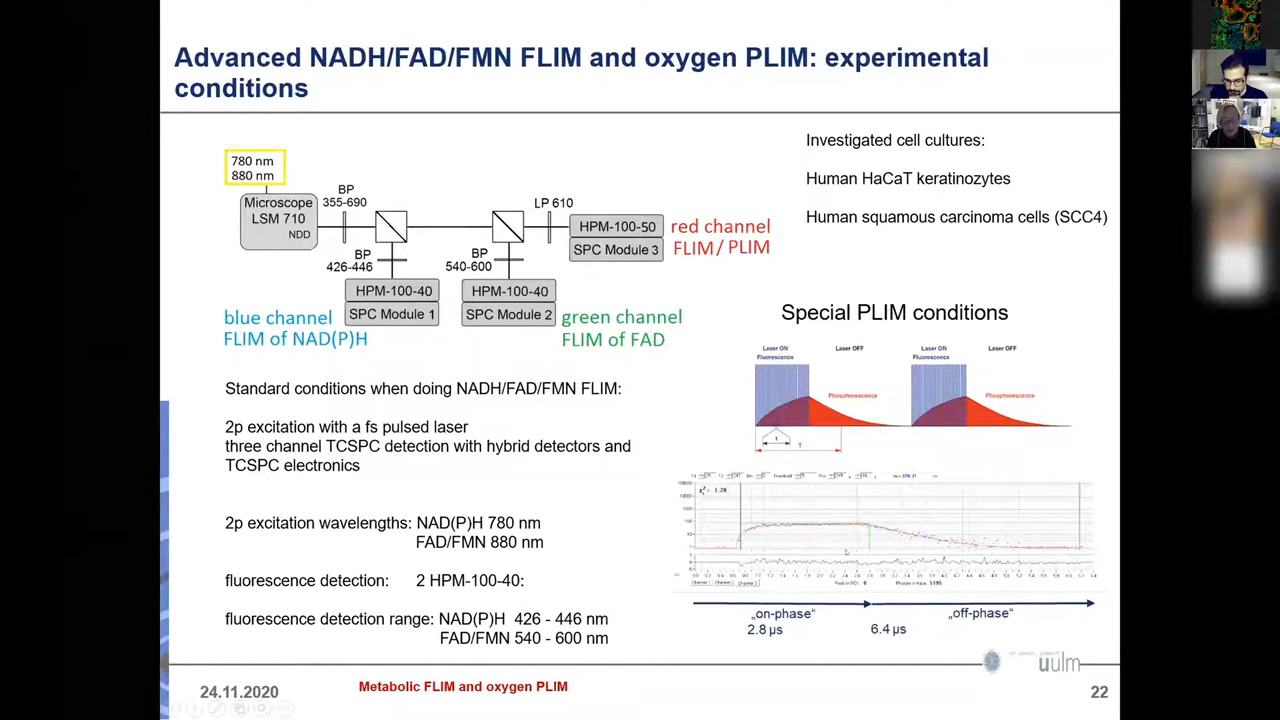 Advanced NADH/FAD/FMN FLIM and oxygen PLIM: experimental
conditions
780 nm
880 nm
Microscope
LSM 710
NDD
BP
355-690
BP
426-446
HPM-100-40
SPC Module 1
blue channel
FLIM of NAD(P)H
BP
540-600
HPM-100-40
SPC Module 2
green channel
FLIM of FAD
LP 610
HPM-100-50
SPC Module 3
red channel
FLIM / PLIM
Investigated cell cultures:
Human HaCaT keratinozytes
Human squamous carcinoma cells (SCC4)
Standard conditions when doing NADH/FAD/FMN FLIM:
2p excitation with a fs pulsed laser
three channel TCSPC detection with hybrid detectors and
TCSPC electronics
2p excitation wavelengths: NAD(P)H 780 nm
FAD/FMN 880 nm
fluorescence detection: 2 HPM-100-40:
fluorescence detection range: NAD(P)H 426 - 446 nm
FAD/FMN 540 - 600 nm
Special PLIM conditions
Laser ON
Fluorescence
Laser OFF
Laser ON
Fluorescence
Laser OFF
Phosphorescence
Phosphorescence
t
T
= 1.28
„on-phase“
2.8 µs
6.4 µs
„off-phase“
uulm
24.11.2020
Metabolic FLIM and oxygen PLIM
22